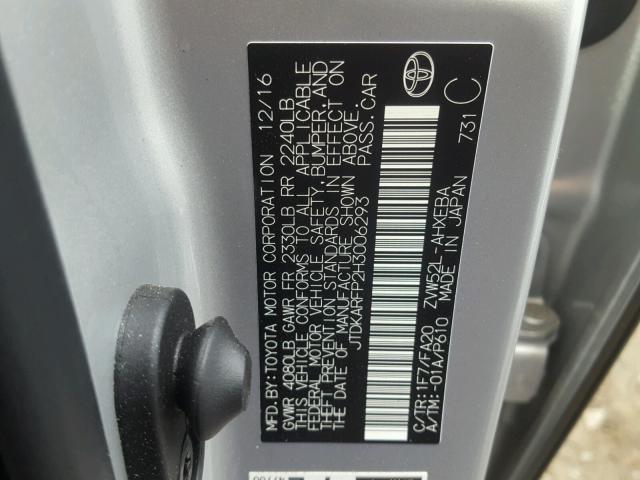 MFD.BY:TOYOTA MOTOR CORPORATION 12/16
GVWR 4080LB GAWR FR 2330LB RR 2240LB
THIS VEHICLE CONFORMS TO ALL APPLICABLE
FEDERAL MOTOR VEHICLE SAFETY, BUMPER, AND
THEFT PREVENTION STANDARDS IN EFFECT ON
THE DATE OF MANUFACTURE SHOWN ABOVE.
JTDKARFP2H3006293 PASS.CAR
C/TR:1F7/FA20 ZVW52L-AHXEBA
A/TM:-01A/P610 MADE IN JAPAN 731 C